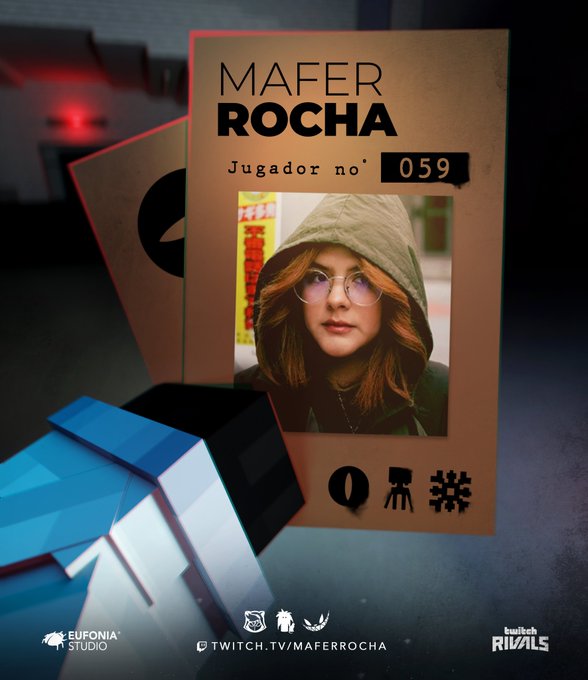 MAFER
ROCHA
Jugador no° 059
EUFONIA®
STUDIO
TWITCH.TV/MAFERROCHA
twitch
RIVALS